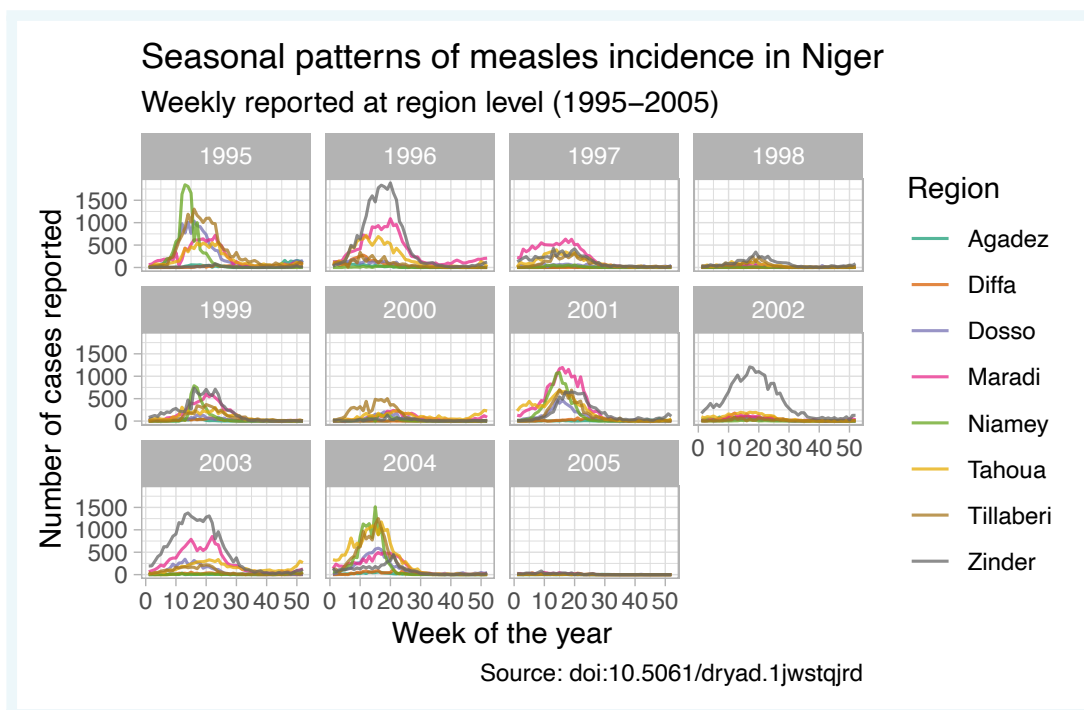 Seasonal patterns of measles incidence in Niger
Weekly reported at region level (1995−2005)
1995 1996 1997 1998
1500
1000
500
0
1999 2000 2001 2002
1500
1000
500
0
0 10 20 30 40 50
2003 2004 2005
1500
1000
500
0
0 10 20 30 40 50 0 10 20 30 40 50 0 10 20 30 40 50
Number of cases reported
Week of the year
Source: doi:10.5061/dryad.1jwstqjrd
Region
Agadez
Diffa
Dosso
Maradi
Niamey
Tahoua
Tillaberi
Zinder